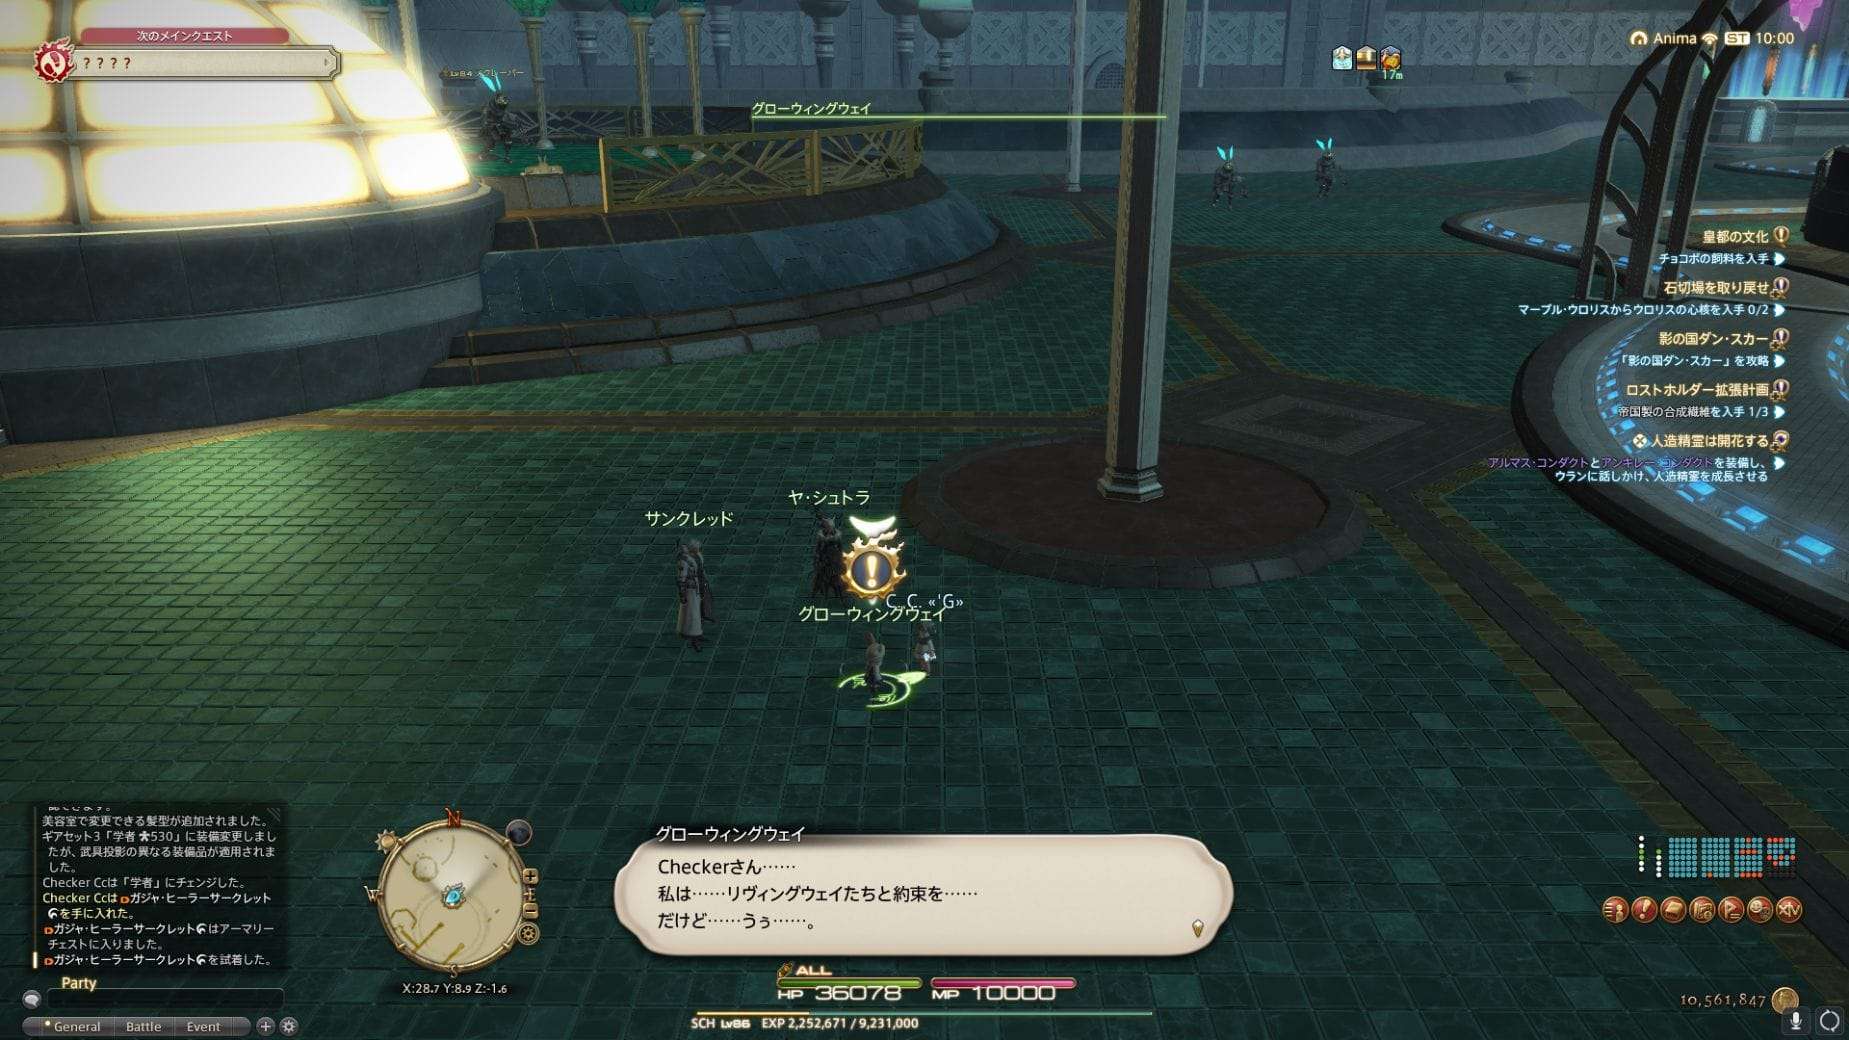 次のメインクエスト
????
グローウィングウェイ
17m
Anima
ST 10:00
皇都の文化
チョコボの飼料を入手
石切場を取り戻せ
マーブル・ウロリスからウロリスの心核を入手 0/2
影の国ダン・スカー
「影の国ダン・スカー」を攻略
ロストホルダー拡張計画
帝国製の合成繊維を入手 1/3
人造精霊は開花する
アルマス・コンダクトとアンキレー・コンダクトを装備し、
ウランに話しかけ、人造精霊を成長させる
ヤ・シュトラ
サンクレッド
C. C. «'G»
グローウィングウェイ
美容室で変更できる髪型が追加されました。
ギアセット3「学者 530」に装備変更しまし
たが、武具投影の異なる装備品が適用されま
した。
Checker Ccは「学者」にチェンジした。
Checker Ccは ガジャ・ヒーラーサークレット
を手に入れた。
ガジャ・ヒーラーサークレット はアーマリー
チェストに入りました。
ガジャ・ヒーラーサークレット を試着した。
Party
General Battle Event
N
W
S
X:28.7 Y:8.9 Z:-1.6
グローウィングウェイ
Checkerさん……
私は……リヴィングウェイたちと約束を……
だけど……うぅ……。
ALL
HP 36078 MP 10000
SCH Lv86 EXP 2,252,671 / 9,231,000
XIV
10,561,847